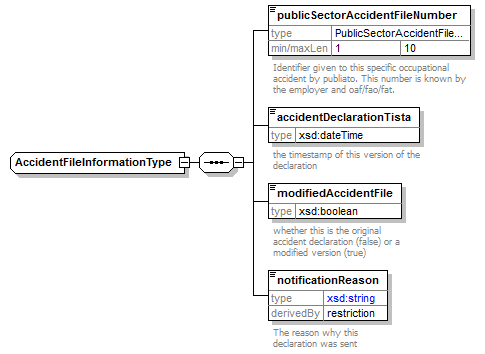 publicSectorAccidentFileNumber
type PublicSectorAccidentFile...
min/maxLen 1 10
Identifier given to this specific occupational
accident by publiato. This number is known by
the employer and oaf/fao/fat.
accidentDeclarationTista
type xsd:dateTime
the timestamp of this version of the
declaration
AccidentFileInformationType
modifiedAccidentFile
type xsd:boolean
whether this is the original
accident declaration (false) or a
modified version (true)
notificationReason
type xsd:string
derivedBy restriction
The reason why this
declaration was sent